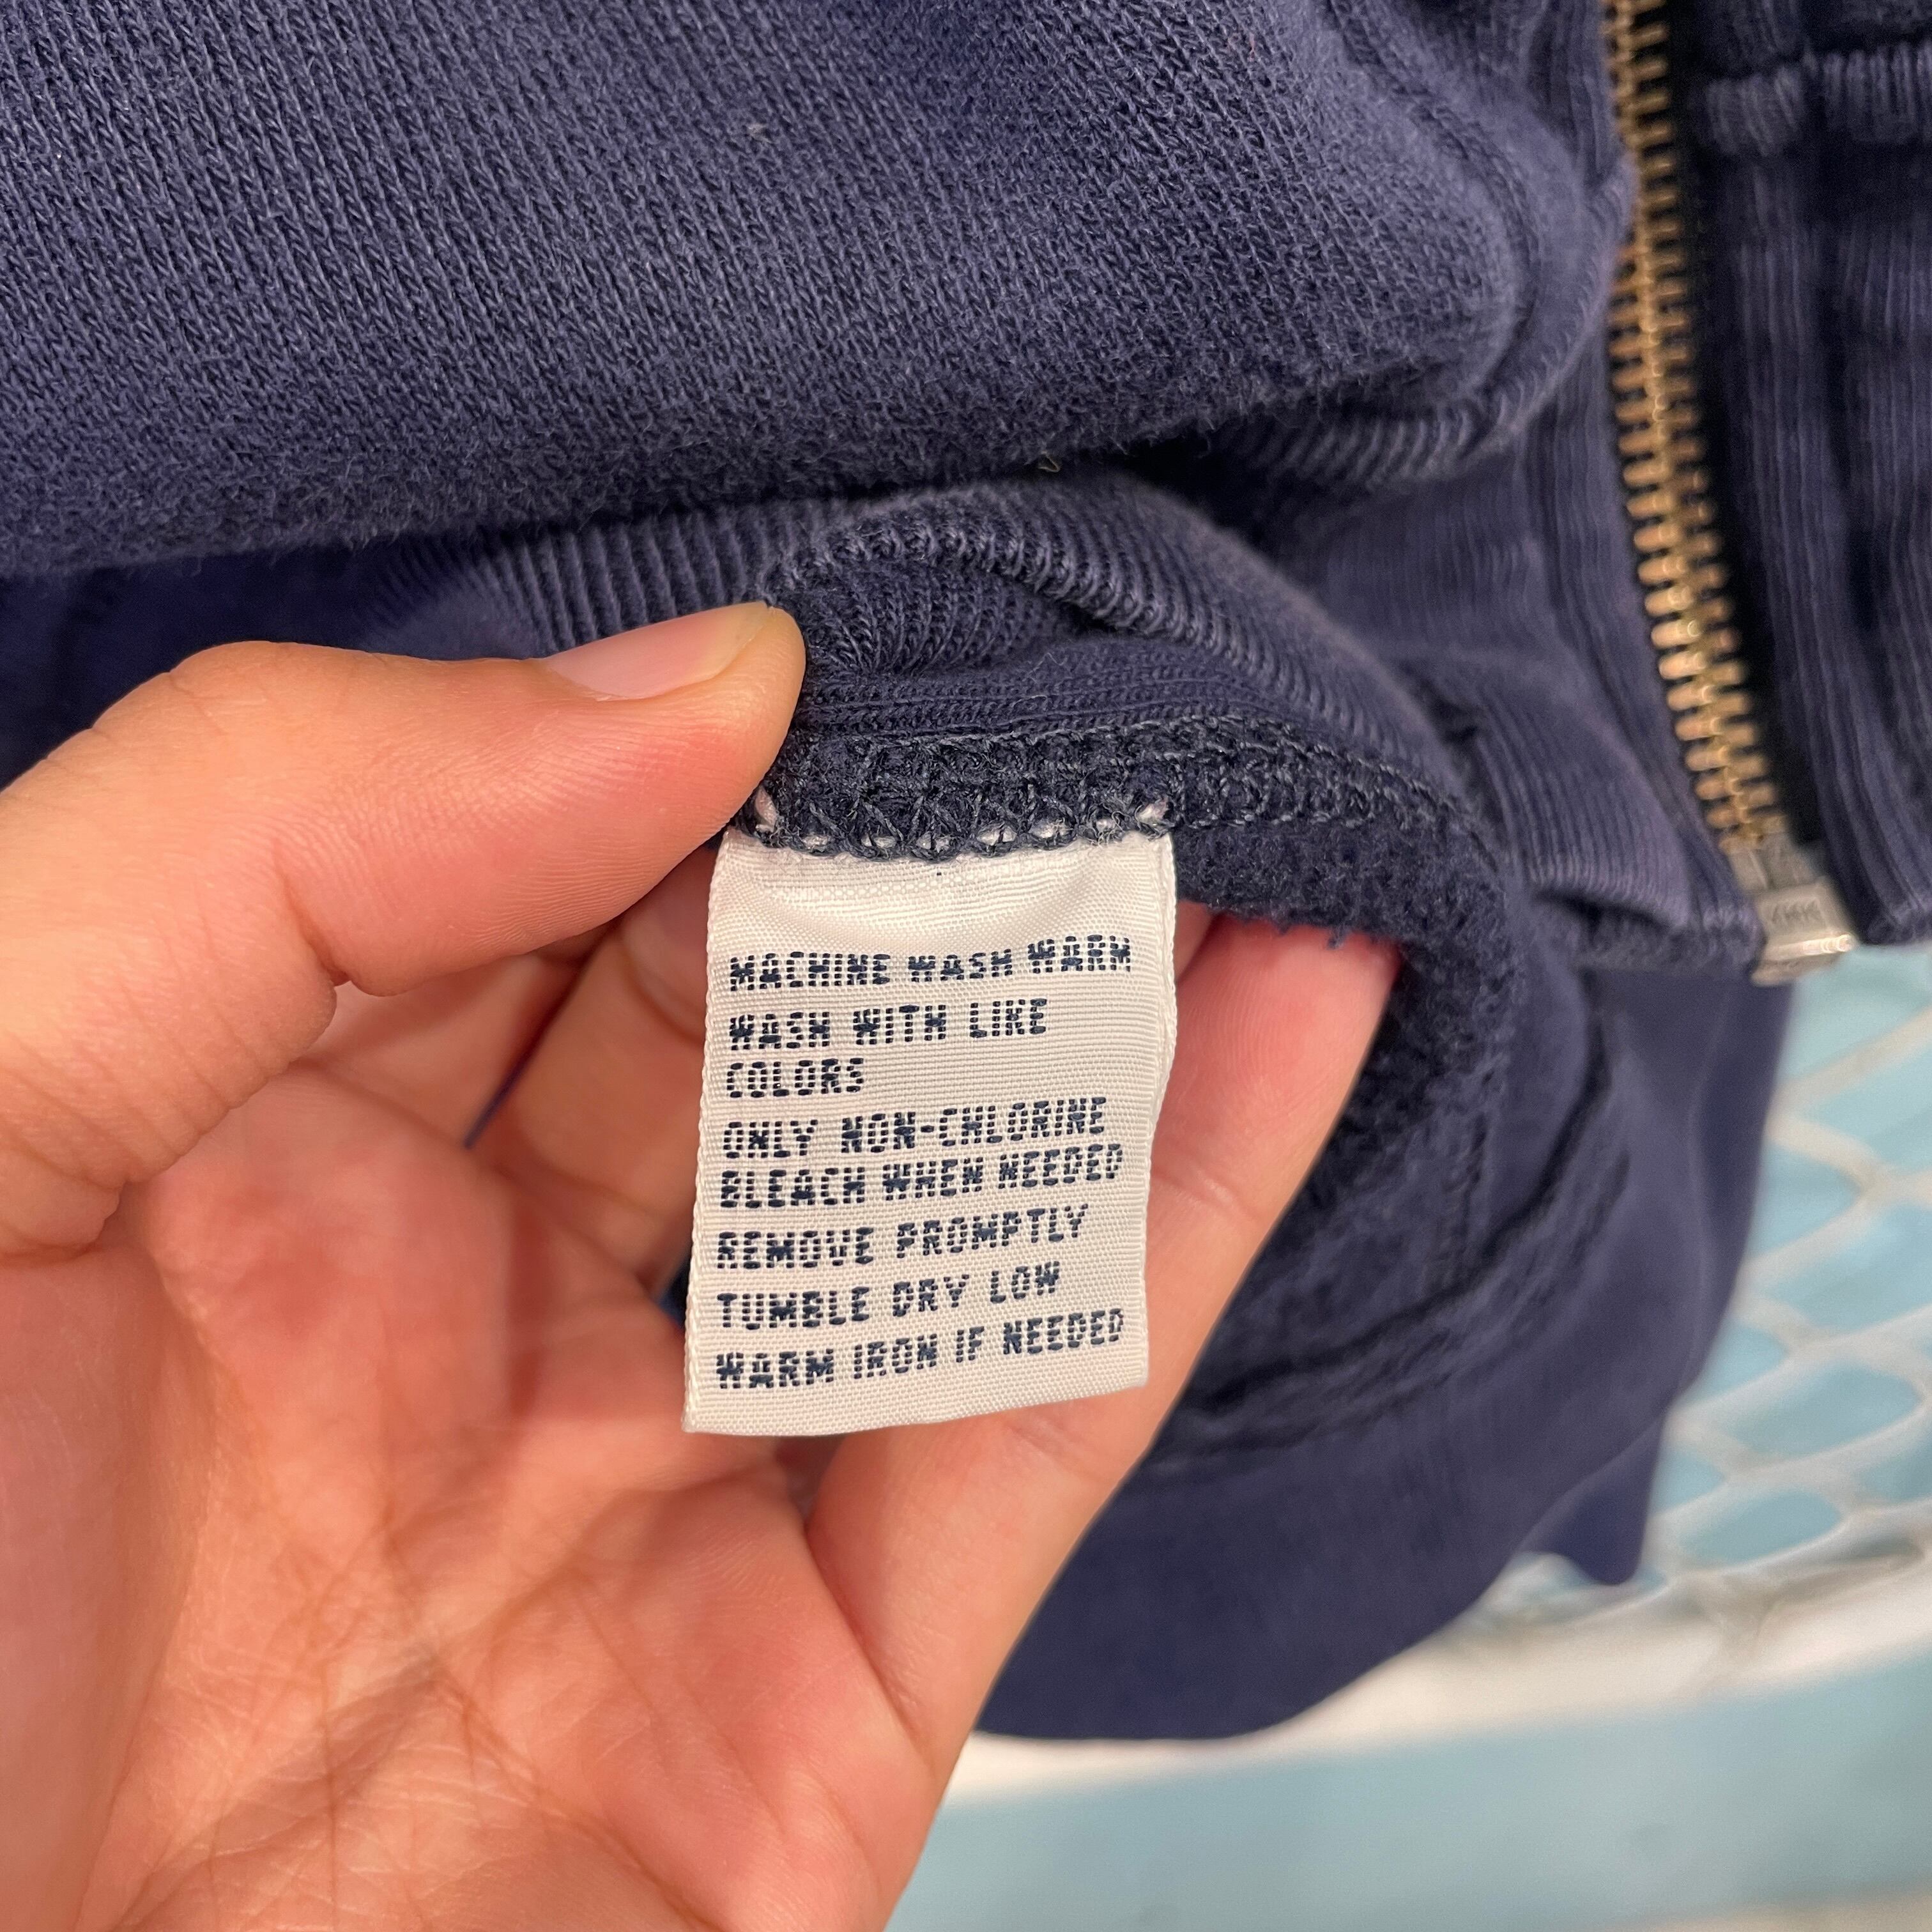 MACHINE WASH WARM
WASH WITH LIKE
COLORS
ONLY NON-CHLORINE
BLEACH WHEN NEEDED
REMOVE PROMPTLY
TUMBLE DRY LOW
WARM IRON IF NEEDED